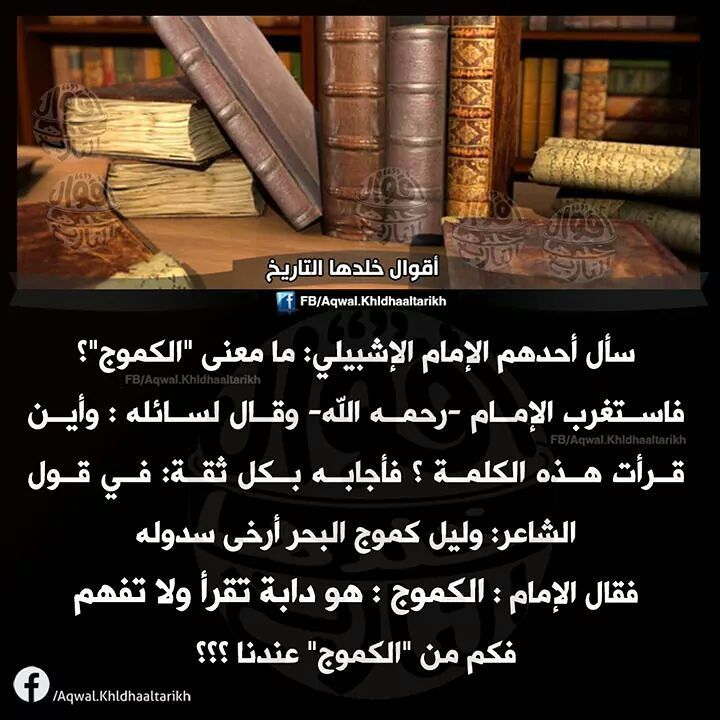 أقوال خلدها التاريخ
FB/Aqwal.Khldhaaltarikh
سأل أحدهم الإمام الإشبيلي: ما معنى "الكموج"؟
FB/Aqwal.Khldhaaltarikh
فاستغرب الإمام -رحمه الله- وقال لسائله : وأين
FB/Aqwal.Khldhaaltarikh
قرأت هذه الكلمة ؟ فأجابه بكل ثقة: في قول
الشاعر: وليل كموج البحر أرخى سدوله
فقال الإمام : الكموج : هو دابة تقرأ ولا تفهم
فكم من "الكموج" عندنا ؟؟؟
/Aqwal.Khldhaaltarikh